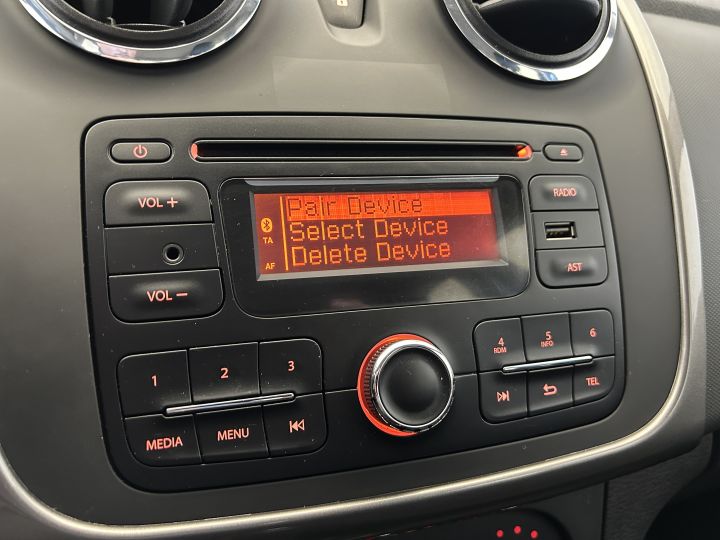 VOL +
RADIO
Pair Device
Select Device
TA
Delete Device
AF
AST
VOL −
1
2
3
4
RDM
5
INFO
6
MEDIA
MENU
TEL